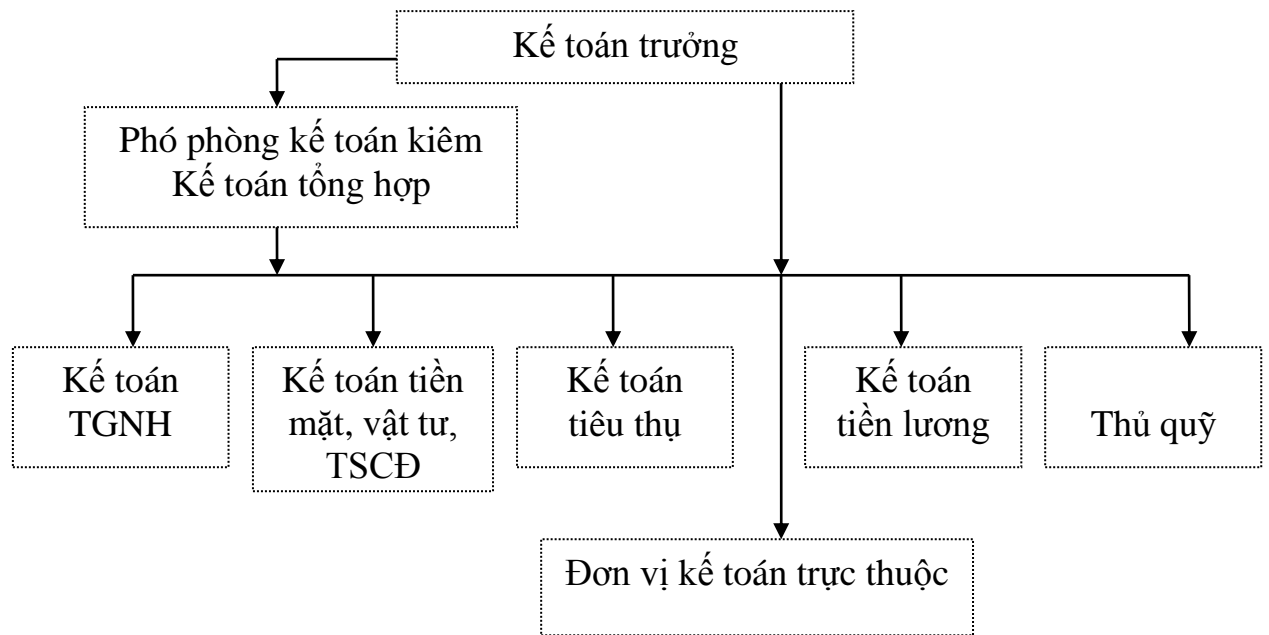 Kế toán trưởng
Phó phòng kế toán kiêm
Kế toán tổng hợp
Kế toán
TGNH
Kế toán tiền
mặt, vật tư,
TSCĐ
Kế toán
tiêu thụ
Kế toán
tiền lương
Thủ quỹ
Đơn vị kế toán trực thuộc